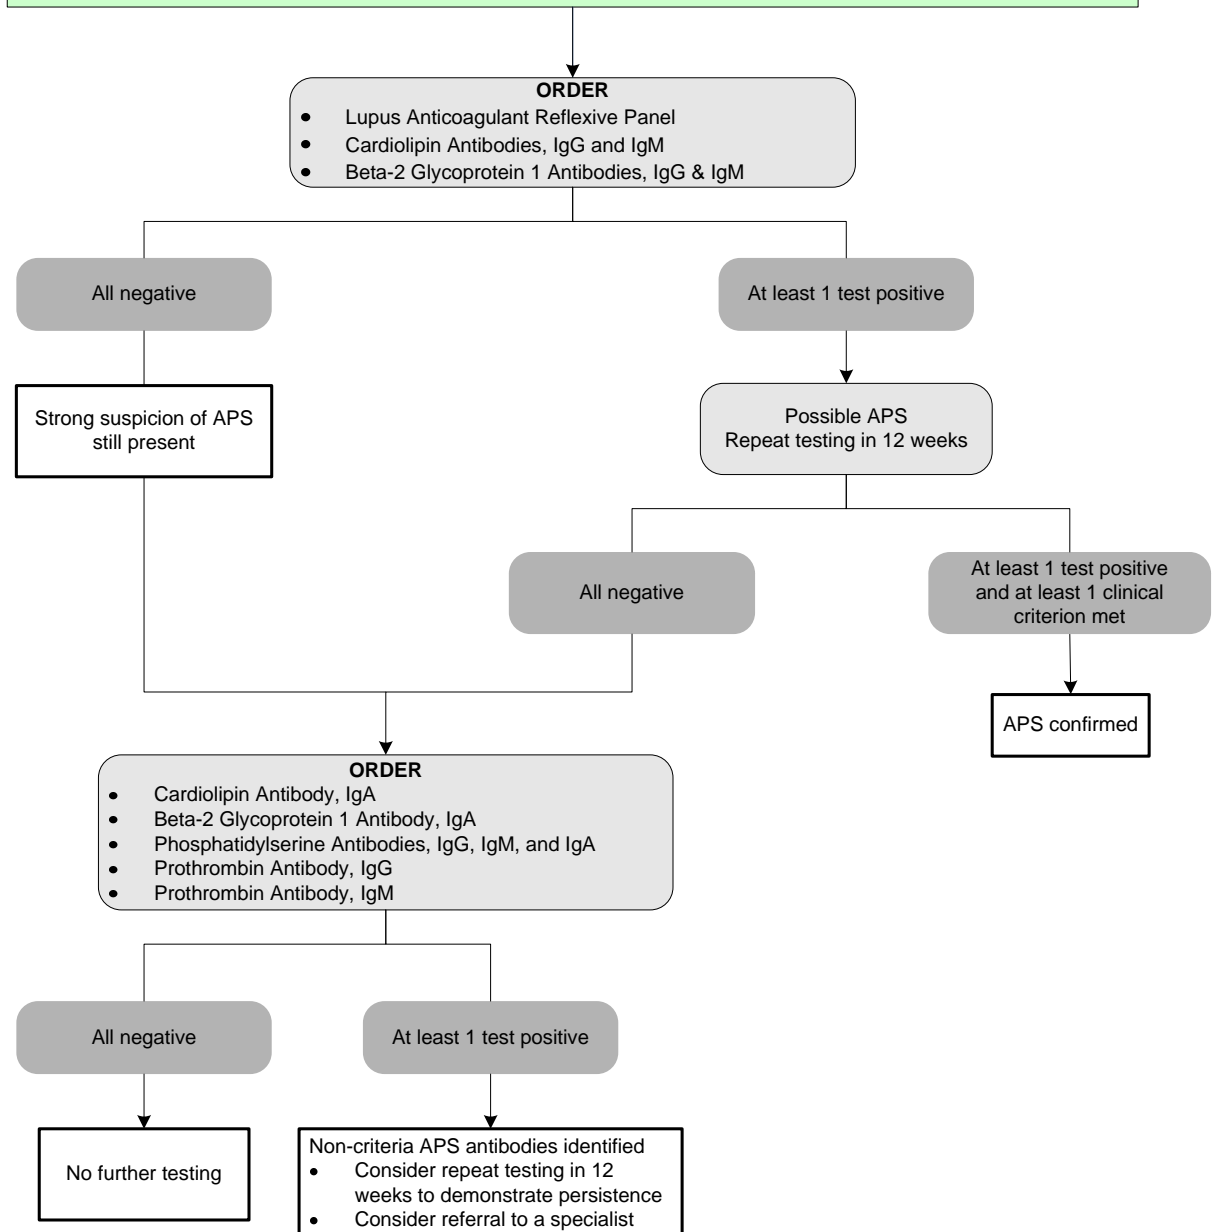 ORDER
• Lupus Anticoagulant Reflexive Panel
• Cardiolipin Antibodies, IgG and IgM
• Beta-2 Glycoprotein 1 Antibodies, IgG & IgM
All negative
At least 1 test positive
Strong suspicion of APS
still present
Possible APS
Repeat testing in 12 weeks
All negative
At least 1 test positive
and at least 1 clinical
criterion met
APS confirmed
ORDER
• Cardiolipin Antibody, IgA
• Beta-2 Glycoprotein 1 Antibody, IgA
• Phosphatidylserine Antibodies, IgG, IgM, and IgA
• Prothrombin Antibody, IgG
• Prothrombin Antibody, IgM
All negative
At least 1 test positive
No further testing
Non-criteria APS antibodies identified
• Consider repeat testing in 12
weeks to demonstrate persistence
• Consider referral to a specialist